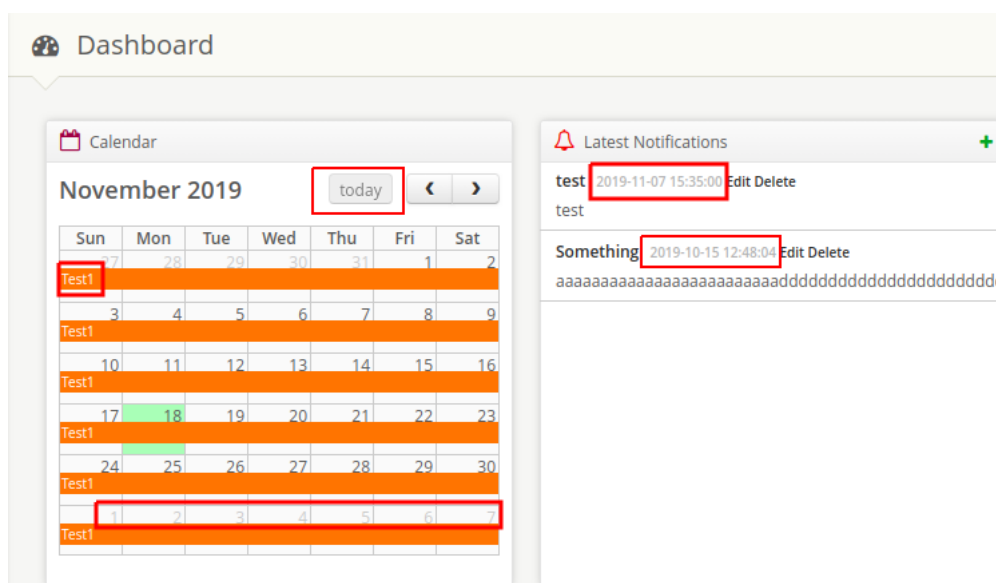 Dashboard
Calendar
November 2019
today
Sun Mon Tue Wed Thu Fri Sat
27 28 29 30 31 1 2
Test1
3 4 5 6 7 8 9
Test1
10 11 12 13 14 15 16
Test1
17 18 19 20 21 22 23
Test1
24 25 26 27 28 29 30
Test1
1 2 3 4 5 6 7
Test1
Latest Notifications
test 2019-11-07 15:35:00 Edit Delete
test
Something 2019-10-15 12:48:04 Edit Delete